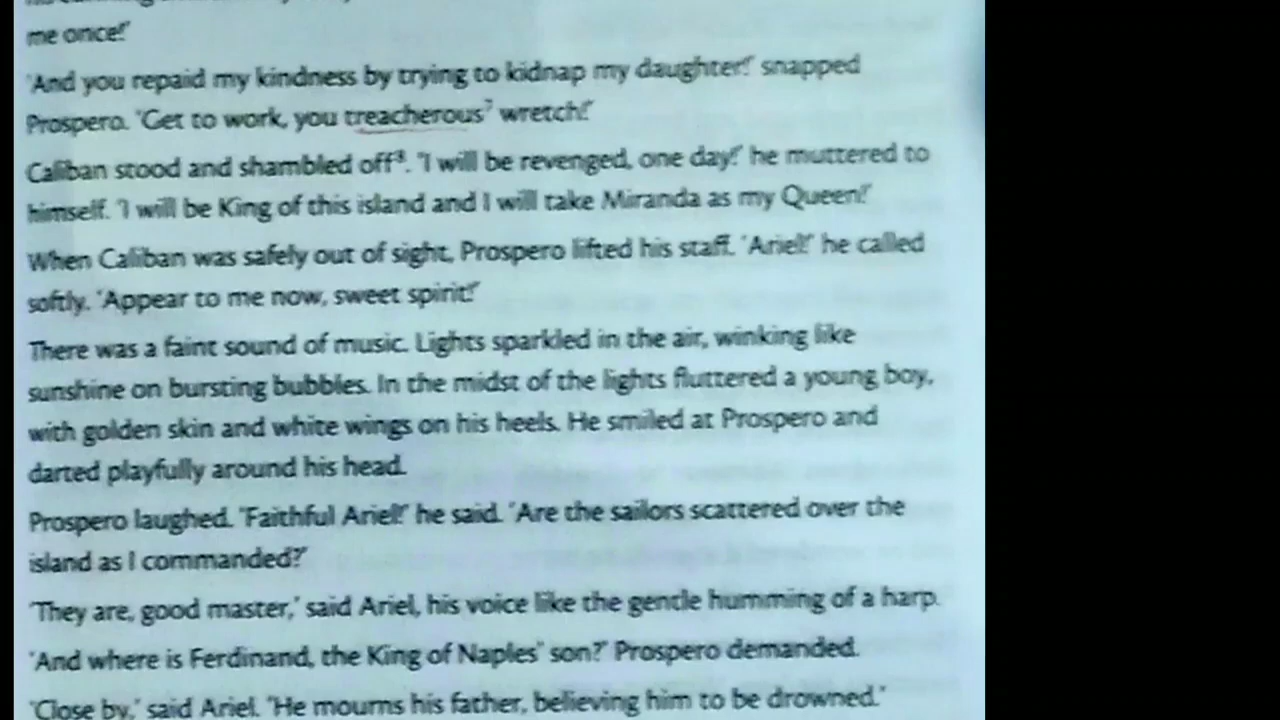 me once!'
'And you repaid my kindness by trying to kidnap my daughter!' snapped
Prospero. 'Get to work, you treacherous⁷ wretch!'
Caliban stood and shambled off⁸. 'I will be revenged, one day!' he muttered to
himself. 'I will be King of this island and I will take Miranda as my Queen!'
When Caliban was safely out of sight, Prospero lifted his staff. 'Ariel!' he called
softly. 'Appear to me now, sweet spirit!'
There was a faint sound of music. Lights sparkled in the air, winking like
sunshine on bursting bubbles. In the midst of the lights fluttered a young boy,
with golden skin and white wings on his heels. He smiled at Prospero and
darted playfully around his head.
Prospero laughed. 'Faithful Ariel!' he said. 'Are the sailors scattered over the
island as I commanded?'
'They are, good master,' said Ariel, his voice like the gentle humming of a harp.
'And where is Ferdinand, the King of Naples' son?' Prospero demanded.
'Close by,' said Ariel. 'He mourns his father, believing him to be drowned.'